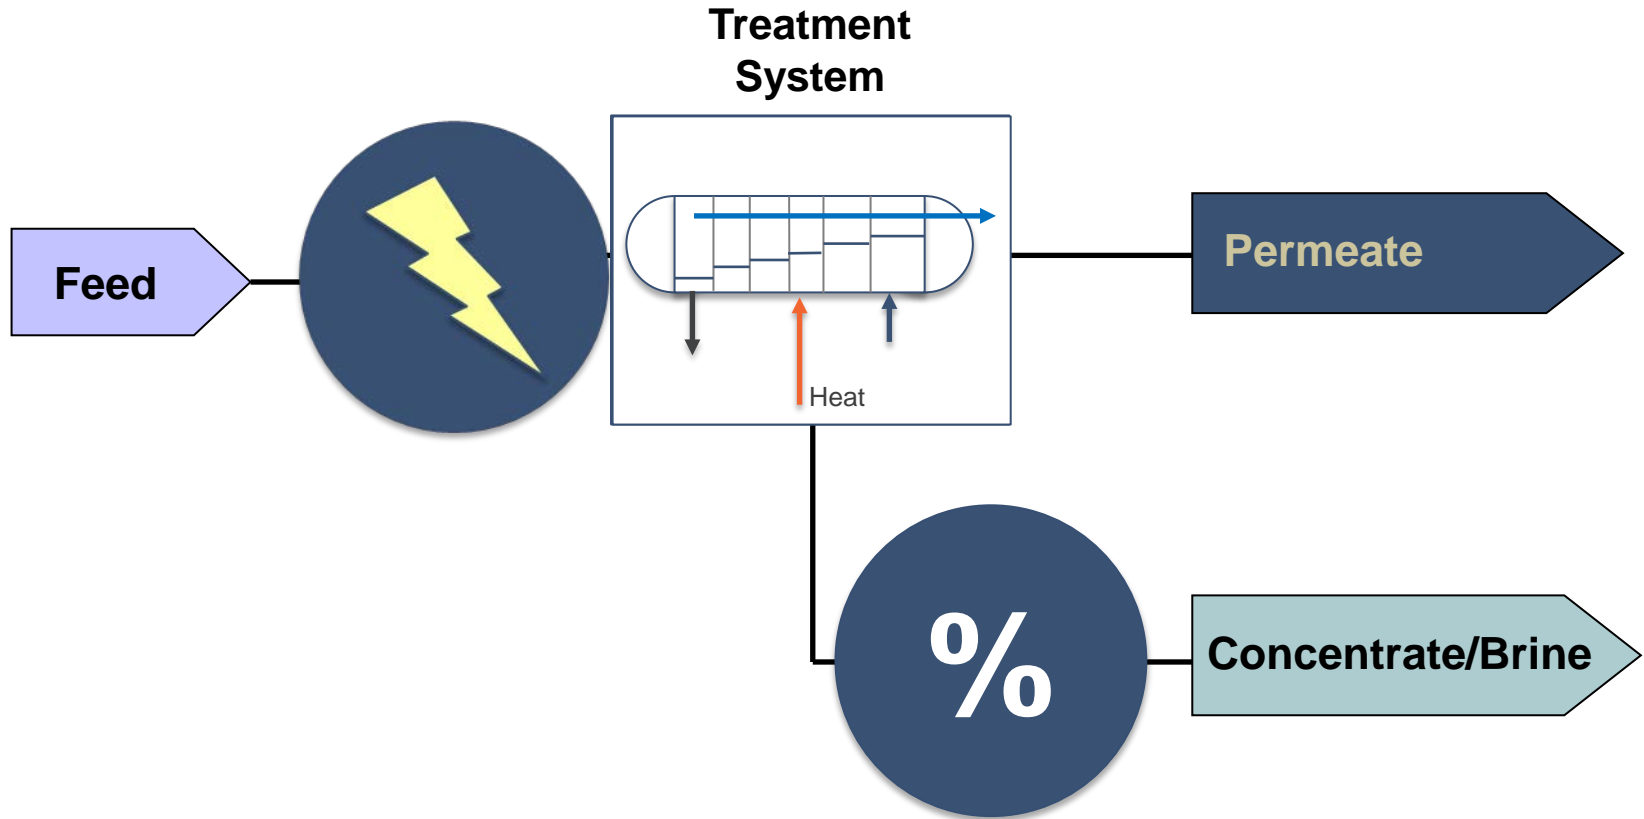 Treatment
System
Feed
Permeate
Heat
%
Concentrate/Brine